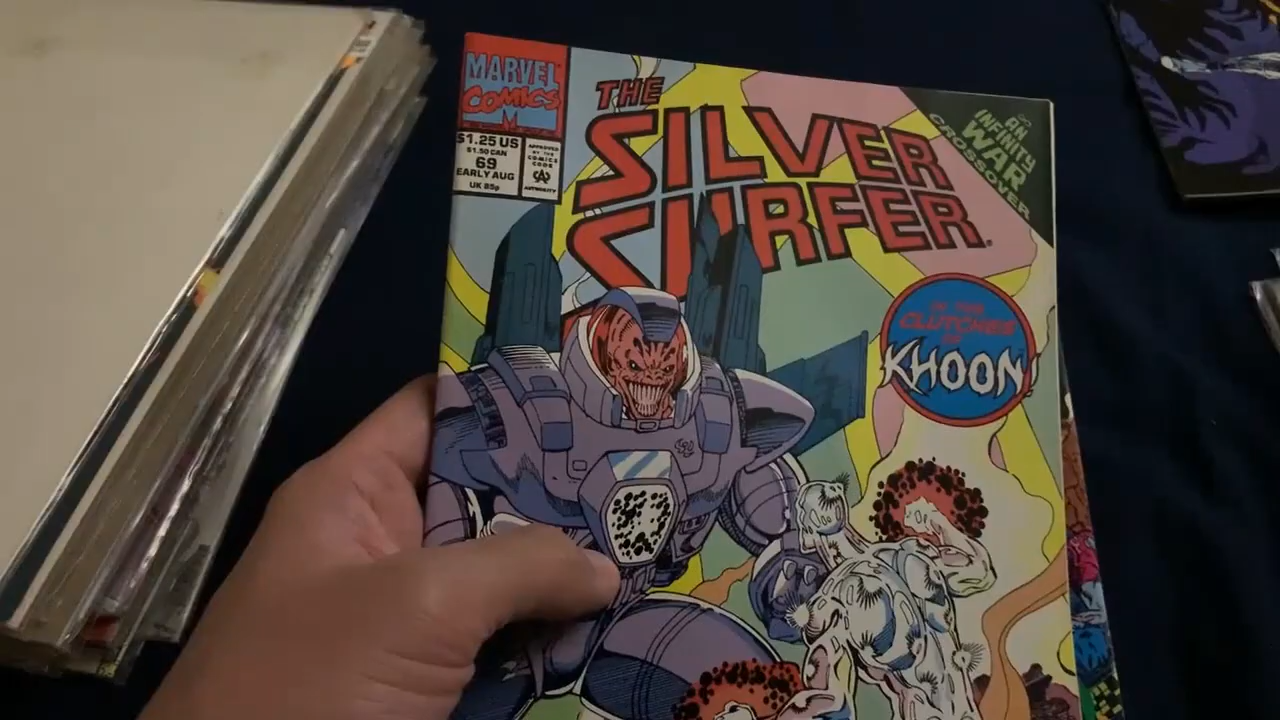 MARVEL
COMICS
M
$1.25 US
$1.50 CAN
69
EARLY AUG
UK 85p
APPROVED
BY THE
COMICS
CODE
AUTHORITY
THE
SILVER
SURFER
AN
INFINITY
WAR
CROSSOVER
IN THE
CLUTCHES
OF
KHOON!